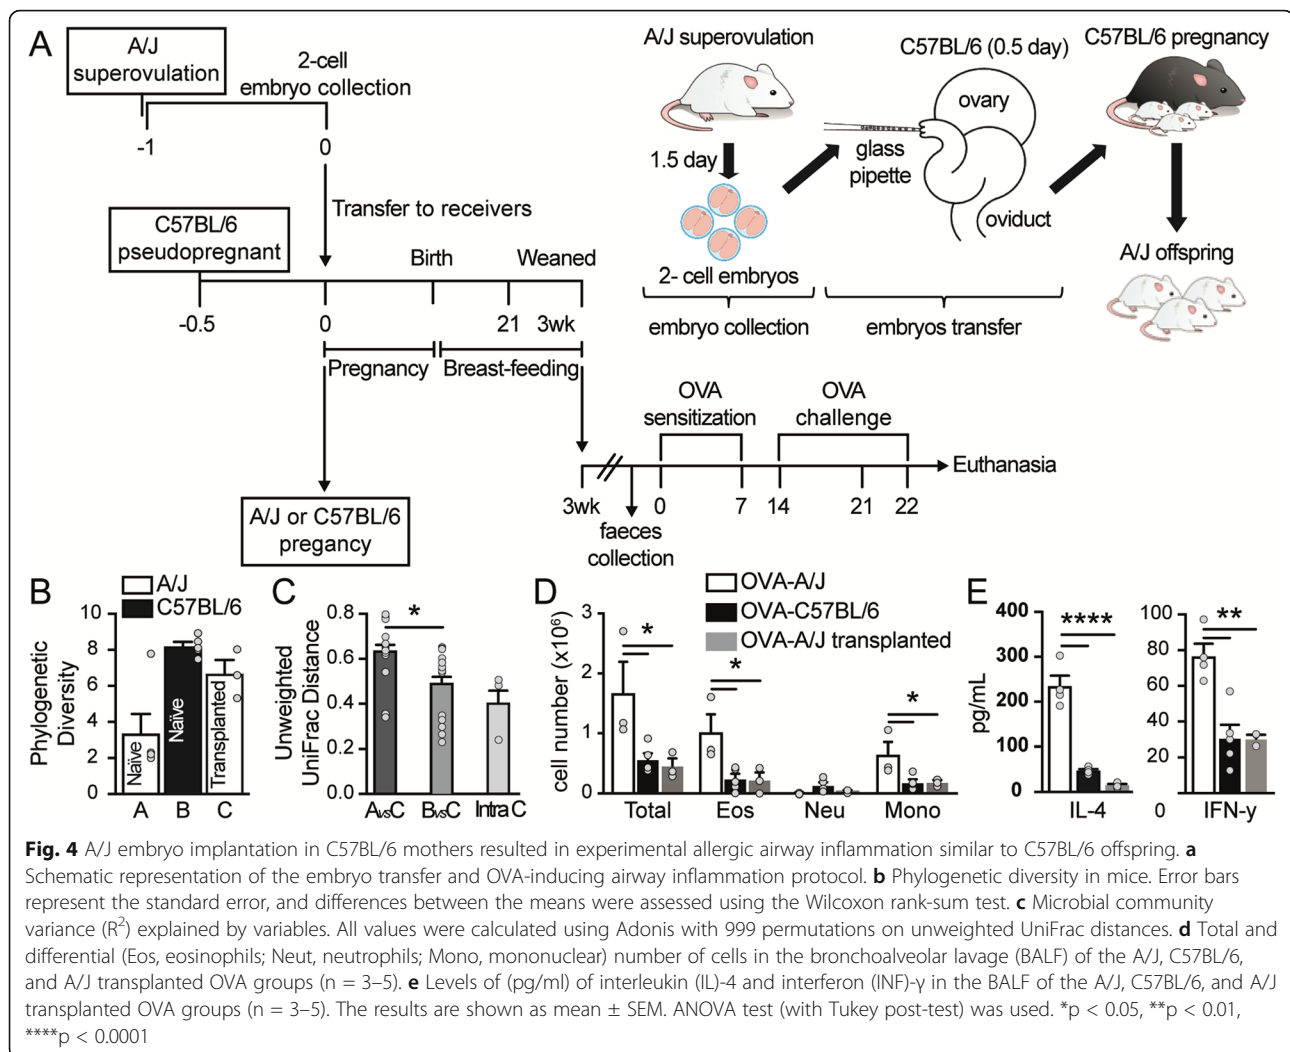 A
A/J
superovulation
2-cell
embryo collection
-1
0
Transfer to receivers
C57BL/6
pseudopregnant
Birth
Weaned
-0.5
0
21
3wk
Pregnancy
Breast-feeding
A/J or C57BL/6
pregancy
A/J superovulation
1.5 day
2- cell embryos
embryo collection
C57BL/6 (0.5 day)
ovary
glass
pipette
oviduct
embryos transfer
C57BL/6 pregnancy
A/J offspring
OVA
sensitization
OVA
challenge
Euthanasia
3wk
0
7
14
21
22
faeces
collection
B
A/J
C57BL/6
Phylogenetic
Diversity
10
8
6
4
2
0
Naïve
Naïve
Transplanted
A
B
C
C
Unweighted
UniFrac Distance
0.8
0.6
0.4
0.2
0.0
*
AvsC
BvsC
Intra C
D
OVA-A/J
OVA-C57BL/6
OVA-A/J transplanted
cell number (x10⁶)
3
2
1
0
*
*
*
Total
Eos
Neu
Mono
E
pg/mL
400
300
200
100
00
****
IL-4
100
80
60
40
20
0
**
IFN-y
Fig. 4 A/J embryo implantation in C57BL/6 mothers resulted in experimental allergic airway inflammation similar to C57BL/6 offspring. a
Schematic representation of the embryo transfer and OVA-inducing airway inflammation protocol. b Phylogenetic diversity in mice. Error bars
represent the standard error, and differences between the means were assessed using the Wilcoxon rank-sum test. c Microbial community
variance (R²) explained by variables. All values were calculated using Adonis with 999 permutations on unweighted UniFrac distances. d Total and
differential (Eos, eosinophils; Neut, neutrophils; Mono, mononuclear) number of cells in the bronchoalveolar lavage (BALF) of the A/J, C57BL/6,
and A/J transplanted OVA groups (n = 3–5). e Levels of (pg/ml) of interleukin (IL)-4 and interferon (INF)-γ in the BALF of the A/J, C57BL/6, and A/J
transplanted OVA groups (n = 3–5). The results are shown as mean ± SEM. ANOVA test (with Tukey post-test) was used. *p < 0.05, **p < 0.01,
****p < 0.0001